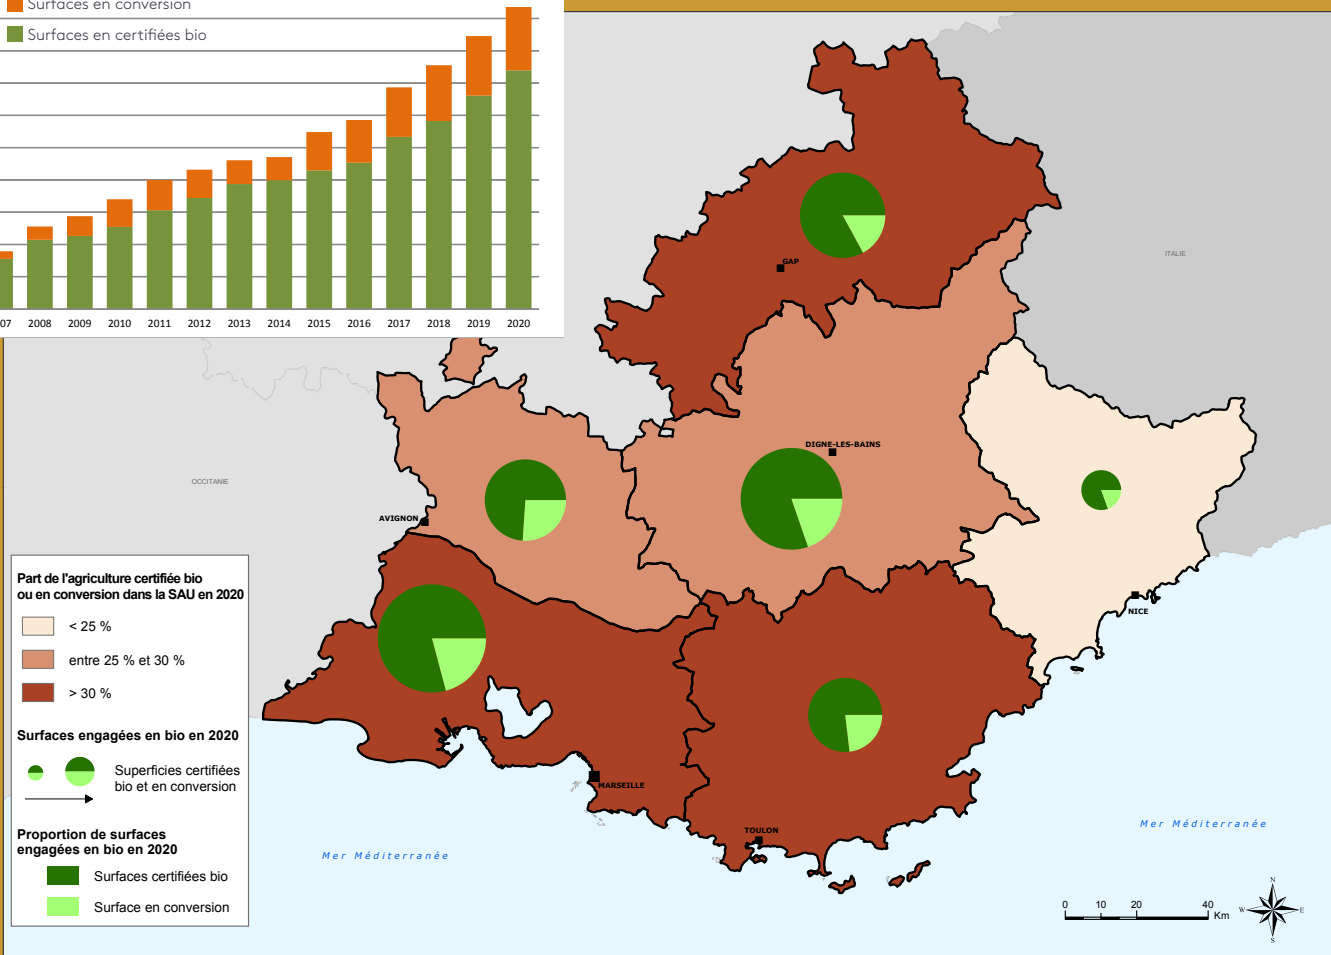 Surfaces en conversion
Surfaces en certifiées bio
07 2008 2009 2010 2011 2012 2013 2014 2015 2016 2017 2018 2019 2020
ITALIE
GAP
DIGNE-LES-BAINS
OCCITANIE
AVIGNON
NICE
MARSEILLE
TOULON
Mer Méditerranée
Mer Méditerranée
Part de l'agriculture certifiée bio
ou en conversion dans la SAU en 2020
< 25 %
entre 25 % et 30 %
> 30 %
Surfaces engagées en bio en 2020
Superficies certifiées
bio et en conversion
Proportion de surfaces
engagées en bio en 2020
Surfaces certifiées bio
Surface en conversion
0 10 20 40
Km
N
W E
S